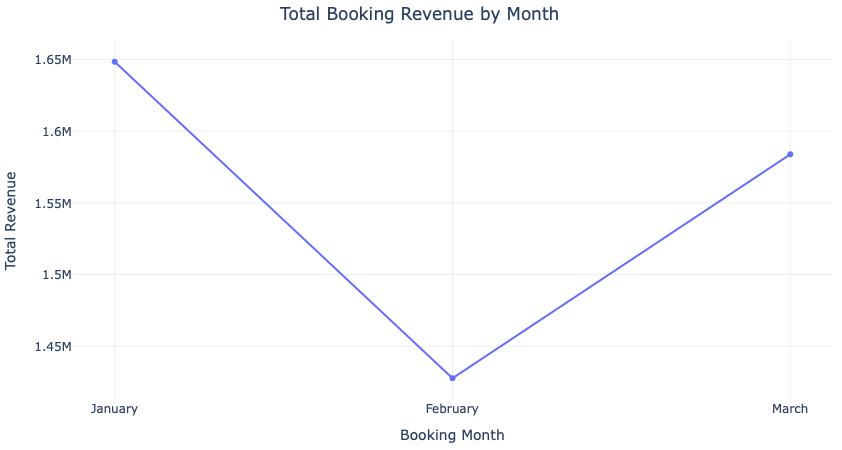 Total Booking Revenue by Month
Total Revenue
1.65M
1.6M
1.55M
1.5M
1.45M
January
February
March
Booking Month